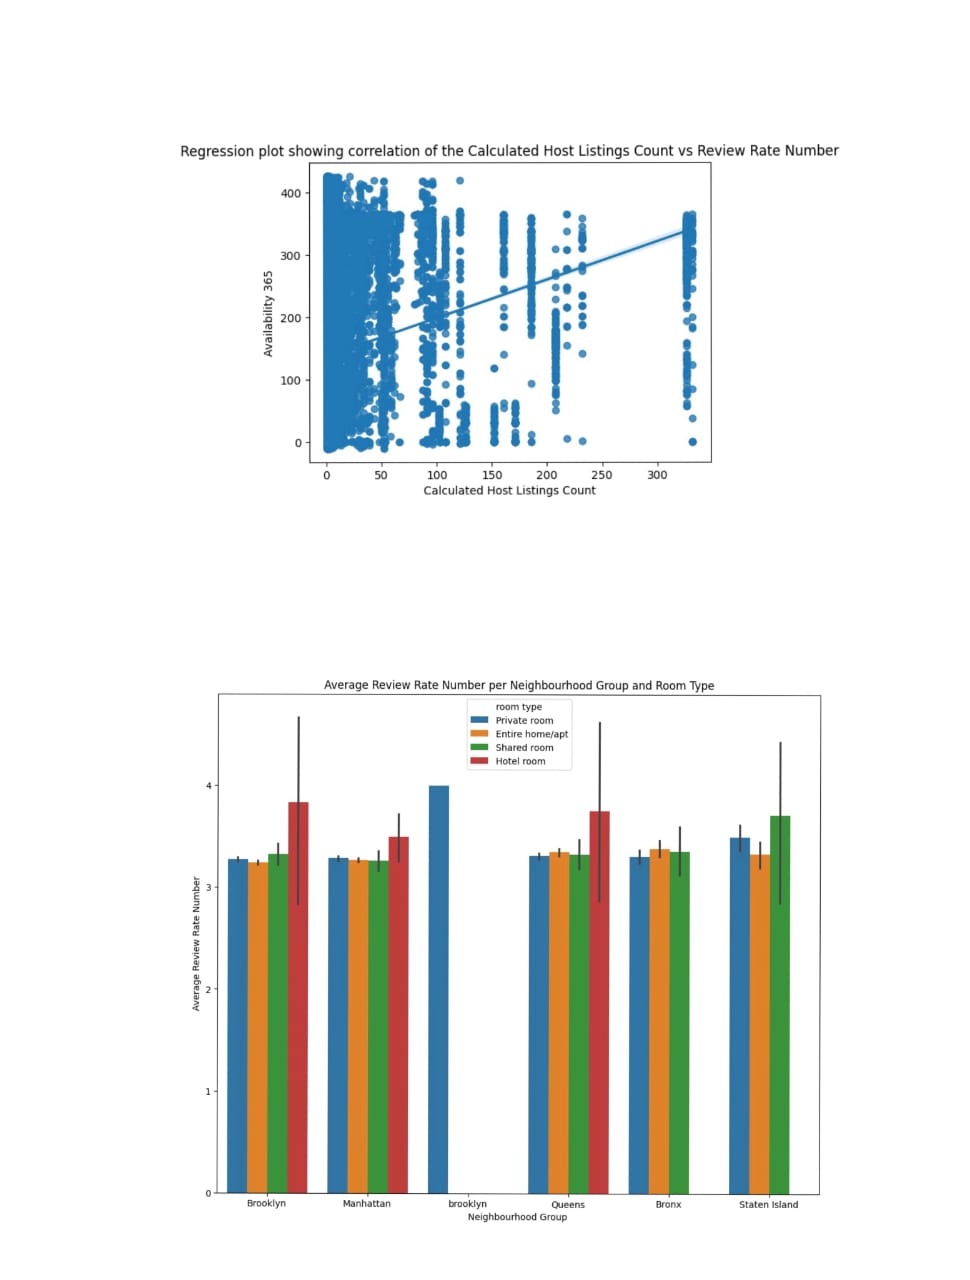 Regression plot showing correlation of the Calculated Host Listings Count vs Review Rate Number
400
300
200
100
0
Availability 365
0 50 100 150 200 250 300
Calculated Host Listings Count
Average Review Rate Number per Neighbourhood Group and Room Type
room type
Private room
Entire home/apt
Shared room
Hotel room
4
3
2
1
0
Average Review Rate Number
Brooklyn Manhattan brooklyn Queens Bronx Staten Island
Neighbourhood Group